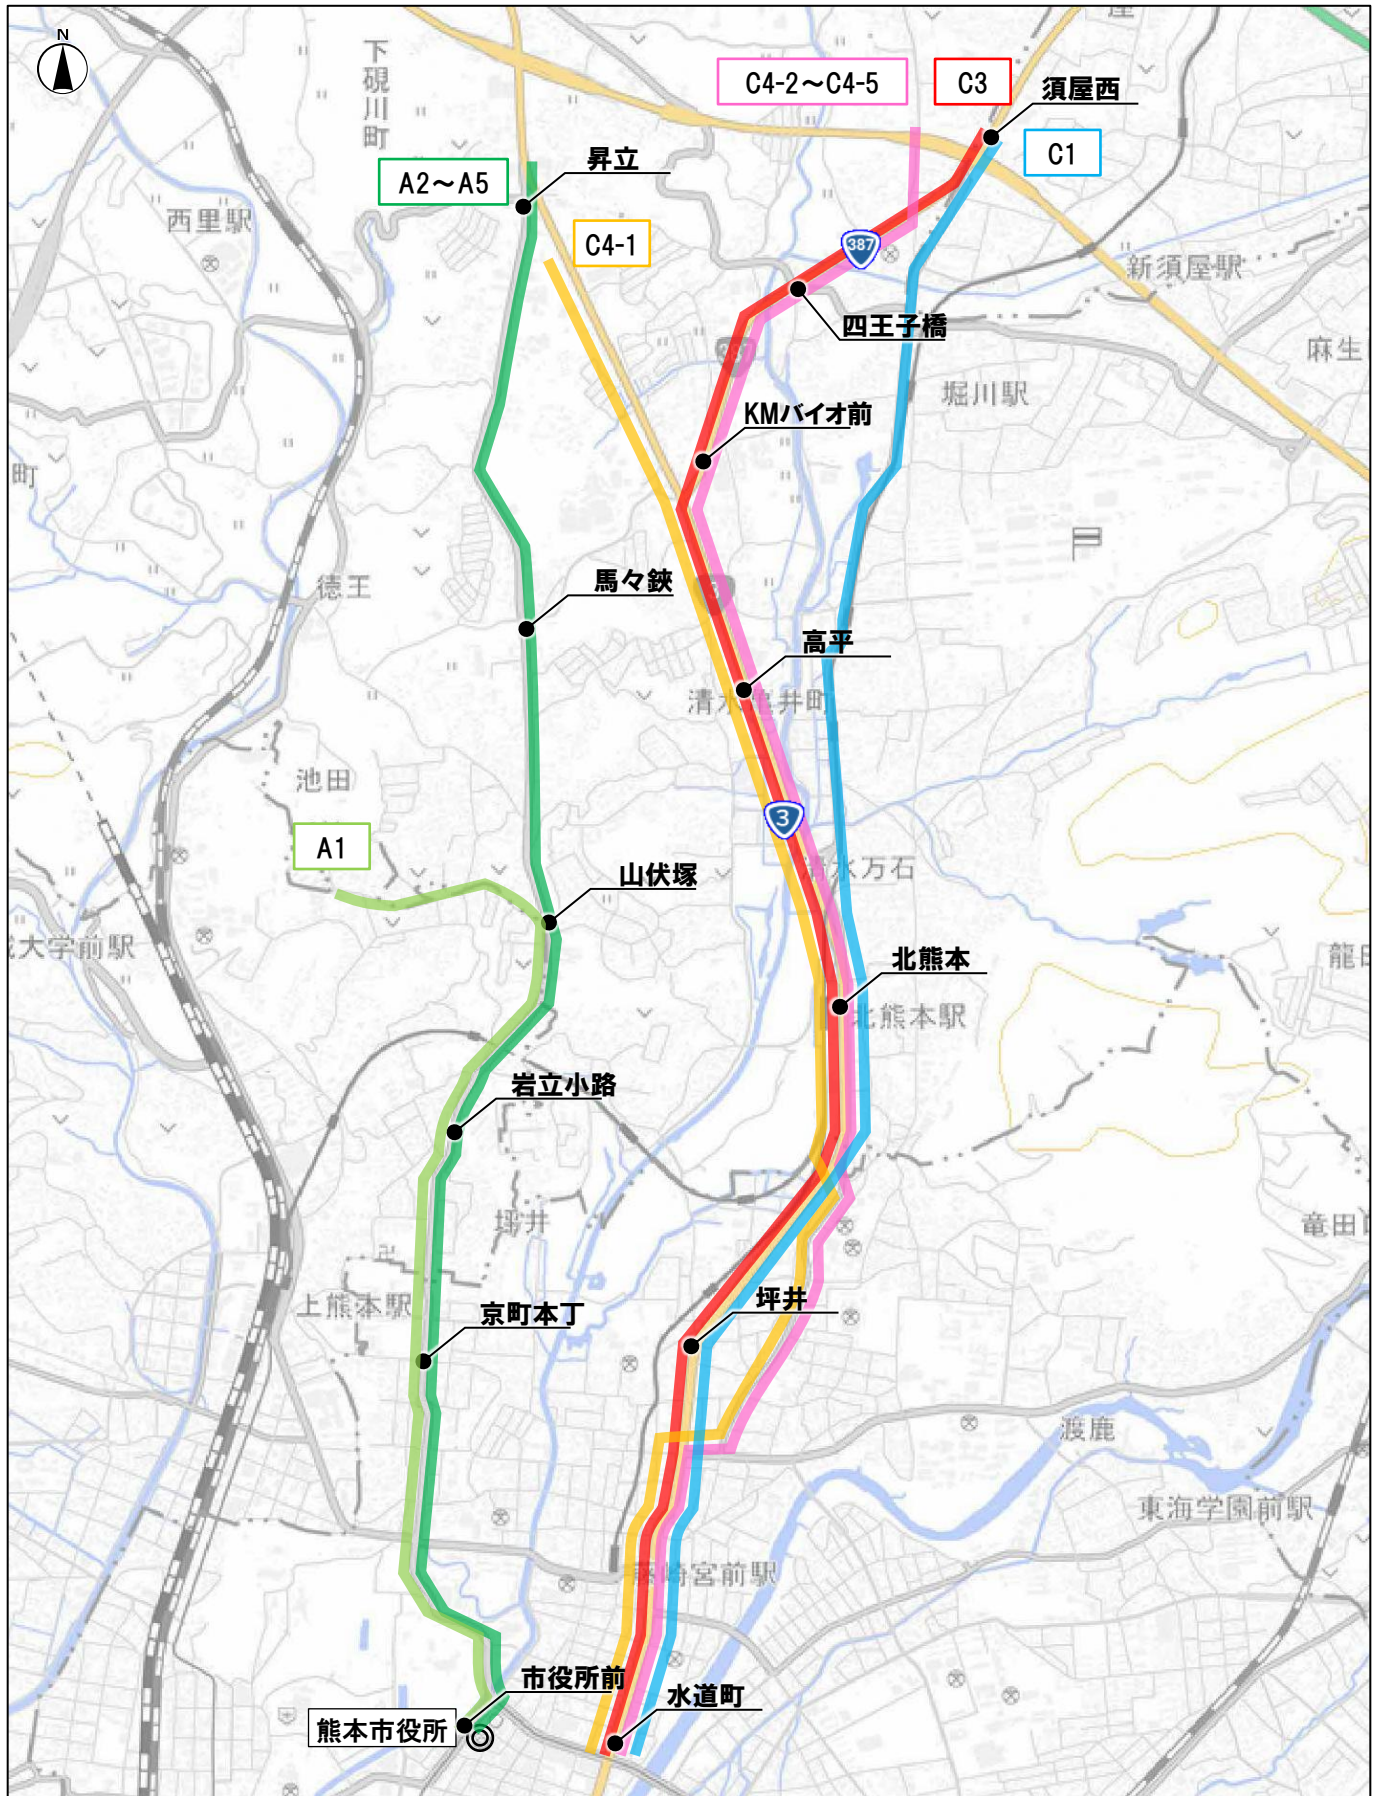 N
下硯川町
C4-2～C4-5
C3
須屋西
C1
A2～A5
昇立
西里駅
C4-1
387
新須屋駅
四王子橋
麻生
堀川駅
KMバイオ前
町
馬々鋏
徳王
高平
清水亀井町
池田
3
A1
清水万石
山伏塚
大学前駅
北熊本
龍田
北熊本駅
岩立小路
坪井
竜田口
上熊本駅
京町本丁
坪井
渡鹿
東海学園前駅
藤崎宮前駅
市役所前
水道町
熊本市役所